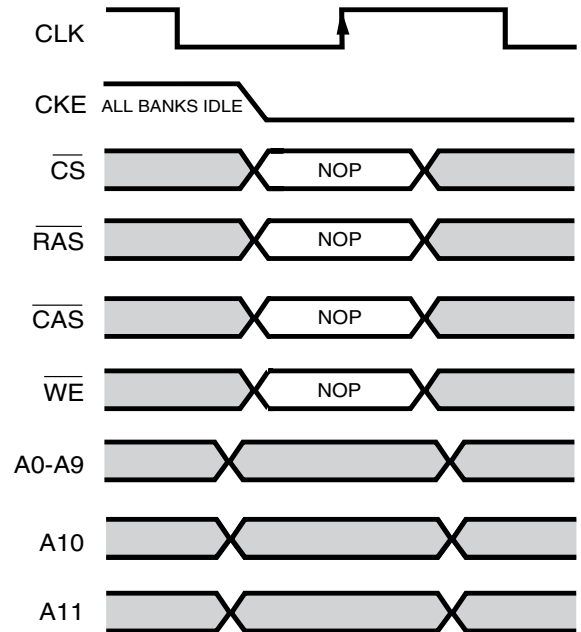 CLK
CKE ALL BANKS IDLE
CS NOP
RAS NOP
CAS NOP
WE NOP
A0-A9
A10
A11